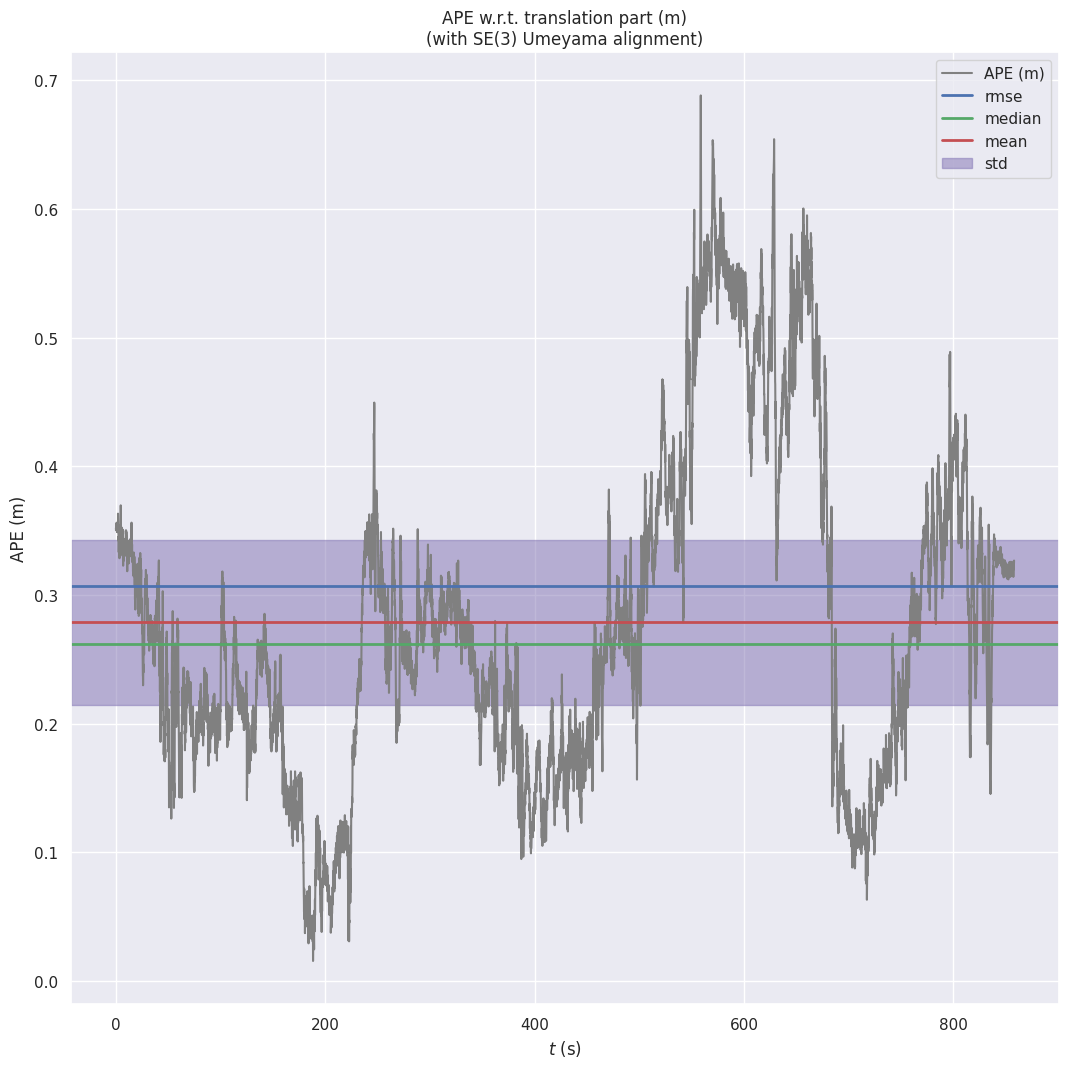 APE w.r.t. translation part (m)
(with SE(3) Umeyama alignment)
APE (m)
rmse
median
mean
std
0.7
0.6
0.5
0.4
0.3
0.2
0.1
0.0
APE (m)
0
200
400
600
800
t (s)